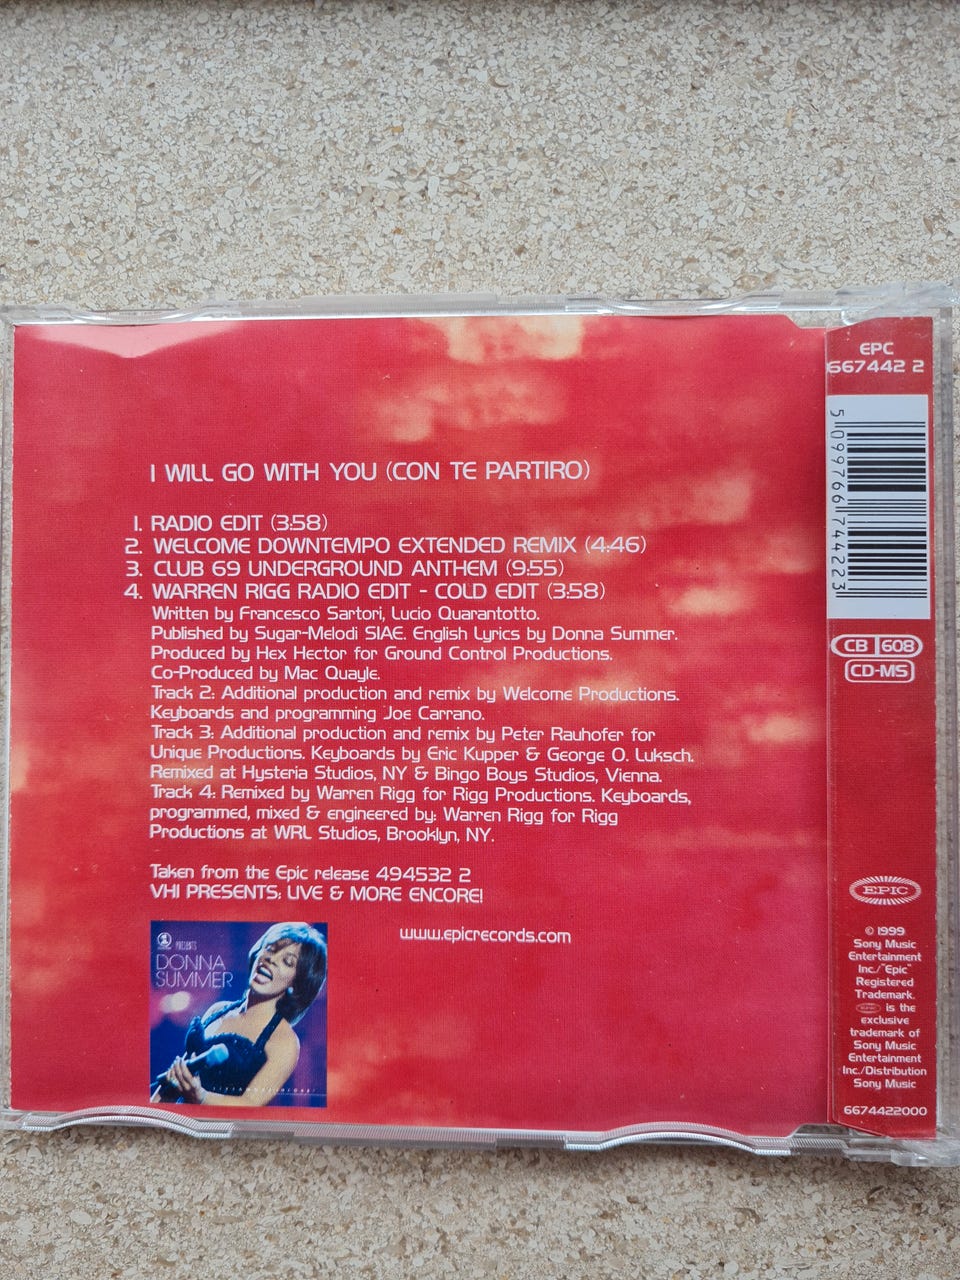 I WILL GO WITH YOU (CON TE PARTIRO)
1. RADIO EDIT (3:58)
2. WELCOME DOWNTEMPO EXTENDED REMIX (4:46)
3. CLUB 69 UNDERGROUND ANTHEM (9:55)
4. WARREN RIGG RADIO EDIT - COLD EDIT (3:58)
Written by Francesco Sartori, Lucio Quarantotto.
Published by Sugar-Melodi SIAE. English Lyrics by Donna Summer.
Produced by Hex Hector for Ground Control Productions.
Co-Produced by Mac Quayle.
Track 2: Additional production and remix by Welcome Productions.
Keyboards and programming Joe Carrano.
Track 3: Additional production and remix by Peter Rauhofer for
Unique Productions. Keyboards by Eric Kupper & George O. Luksch.
Remixed at Hysteria Studios, NY & Bingo Boys Studios, Vienna.
Track 4: Remixed by Warren Rigg for Rigg Productions. Keyboards,
programmed, mixed & engineered by: Warren Rigg for Rigg
Productions at WRL Studios, Brooklyn, NY.
Taken from the Epic release 494532 2
VH1 PRESENTS: LIVE & MORE ENCORE!
www.epicrecords.com
PRESENTS
DONNA
SUMMER
EPC
667442 2
5 099766 744223
CB 608
CD-MS
EPIC
© 1999
Sony Music
Entertainment
Inc./"Epic"
Registered
Trademark.
EPIC is the
exclusive
trademark of
Sony Music
Entertainment
Inc./Distribution
Sony Music
6674422000